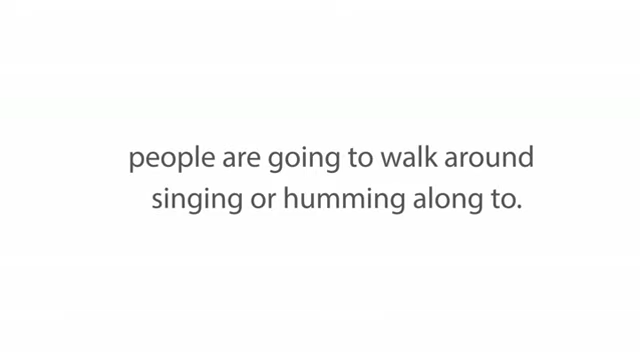 people are going to walk around
singing or humming along to.